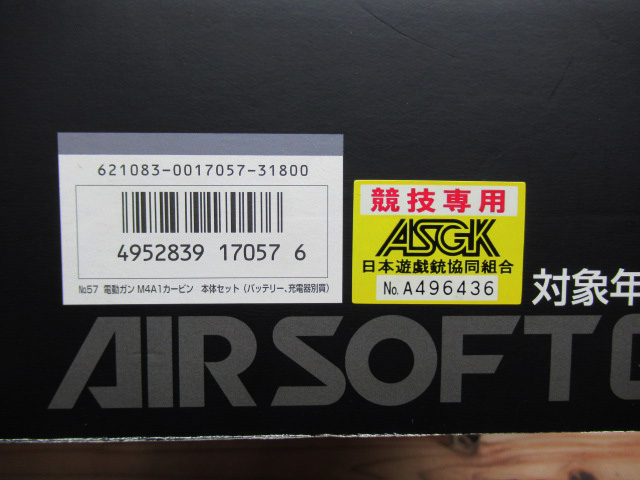 621083-0017057-31800
4952839 17057 6
No57 電動ガン M4A1カービン 本体セット（バッテリー、充電器別買）
競技専用
ASGK
日本遊戯銃協同組合
No. A496436
対象年
AIRSOFT G